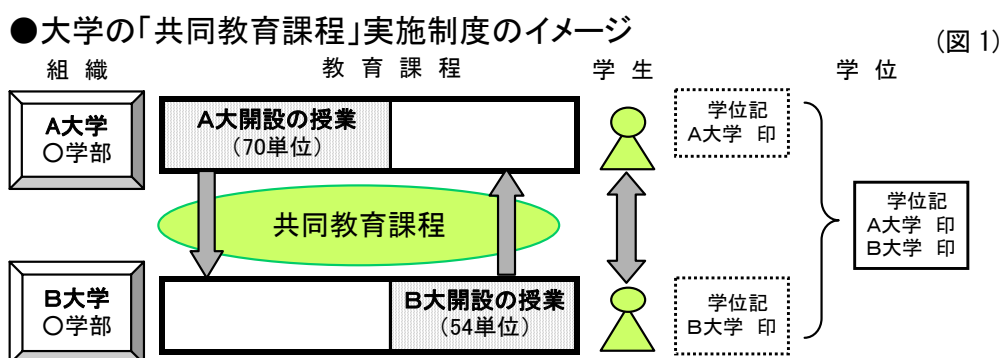 ●大学の「共同教育課程」実施制度のイメージ
(図1)
組 織
教 育 課 程
学 生
学 位
A大学
○学部
A大開設の授業
(70単位)
学位記
A大学 印
共同教育課程
学位記
A大学 印
B大学 印
B大学
○学部
B大開設の授業
(54単位)
学位記
B大学 印